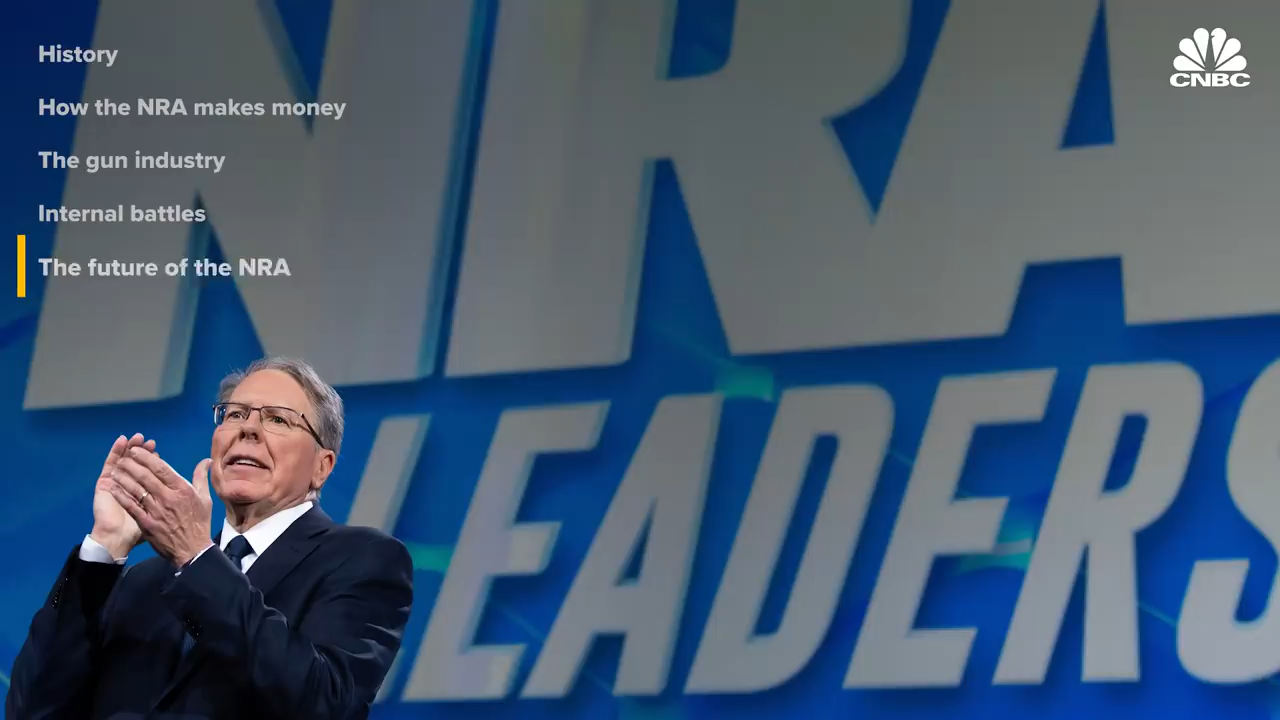 History
How the NRA makes money
The gun industry
Internal battles
The future of the NRA
CNBC
NRA
LEADERS